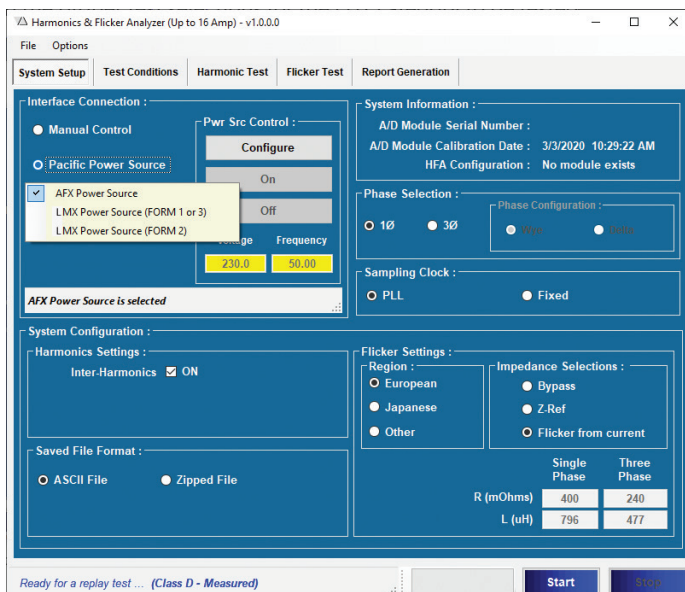 Harmonics & Flicker Analyzer (Up to 16 Amp) - v1.0.0.0
File Options
System Setup Test Conditions Harmonic Test Flicker Test Report Generation
Interface Connection :
Manual Control
Pacific Power Source
AFX Power Source
LMX Power Source (FORM 1 or 3)
LMX Power Source (FORM 2)
Pwr Src Control :
Configure
On
Off
Voltage Frequency
230.0 50.00
AFX Power Source is selected
System Information :
A/D Module Serial Number :
A/D Module Calibration Date : 3/3/2020 10:29:22 AM
HFA Configuration : No module exists
Phase Selection :
1Ø 3Ø
Phase Configuration :
Wye Delta
Sampling Clock :
PLL Fixed
System Configuration :
Harmonics Settings :
Inter-Harmonics ON
Saved File Format :
ASCII File Zipped File
Flicker Settings :
Region :
European
Japanese
Other
Impedance Selections :
Bypass
Z-Ref
Flicker from current
Single Phase Three Phase
R (mOhms) 400 240
L (uH) 796 477
Ready for a replay test ... (Class D - Measured)
Start Stop